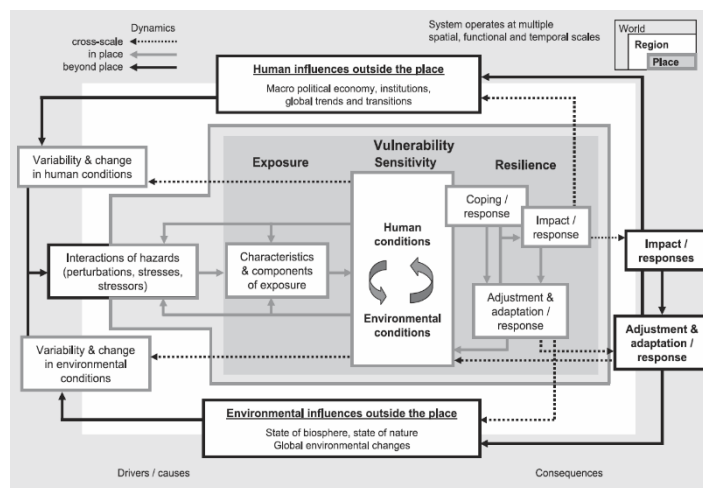 Dynamics
cross-scale
in place
beyond place
System operates at multiple
spatial, functional and temporal scales
World
Region
Place
Human influences outside the place
Macro political economy, institutions,
global trends and transitions
Variability & change
in human conditions
Vulnerability
Exposure
Sensitivity
Resilience
Coping /
response
Impact /
response
Human
conditions
Impact /
responses
Interactions of hazards
(perturbations, stresses,
stressors)
Characteristics
& components
of exposure
Adjustment &
adaptation /
response
Environmental
conditions
Adjustment &
adaptation /
response
Variability & change
in environmental
conditions
Environmental influences outside the place
State of biosphere, state of nature
Global environmental changes
Drivers / causes
Consequences